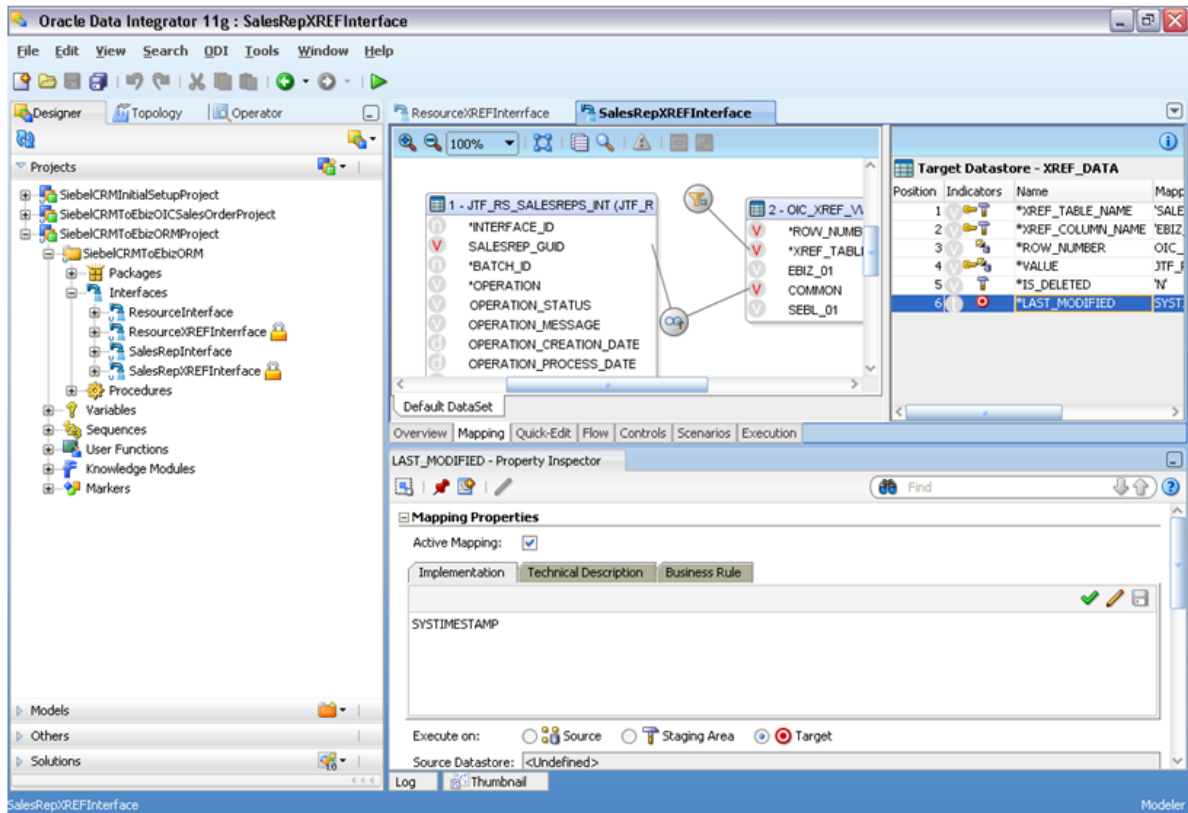 Oracle Data Integrator 11g : SalesRepXREFInterface
File Edit View Search ODI Tools Window Help
Designer Topology Operator
Projects
SiebelCRMInitialSetupProject
SiebelCRMToEbizOICSalesOrderProject
SiebelCRMToEbizORMProject
SiebelCRMToEbizORM
Packages
Interfaces
ResourceInterface
ResourceXREFInterrface
SalesRepInterface
SalesRepXREFInterface
Procedures
Variables
Sequences
User Functions
Knowledge Modules
Markers
Models
Others
Solutions
ResourceXREFInterrface SalesRepXREFInterface
100%
1 - JTF_RS_SALESREPS_INT (JTF_R
*INTERFACE_ID
V SALESREP_GUID
*BATCH_ID
*OPERATION
OPERATION_STATUS
OPERATION_MESSAGE
OPERATION_CREATION_DATE
OPERATION_PROCESS_DATE
2 - OIC_XREF_VV
V *ROW_NUMB
V *XREF_TABLI
V EBIZ_01
V COMMON
V SEBL_01
Default DataSet
Target Datastore - XREF_DATA
Position Indicators Name Mapp
1 *XREF_TABLE_NAME 'SALE
2 *XREF_COLUMN_NAME 'EBIZ_
3 *ROW_NUMBER OIC_
4 *VALUE JTF_F
5 *IS_DELETED 'N'
6 *LAST_MODIFIED SYSTI
Overview Mapping Quick-Edit Flow Controls Scenarios Execution
LAST_MODIFIED - Property Inspector
Find
Mapping Properties
Active Mapping:
Implementation Technical Description Business Rule
SYSTIMESTAMP
Execute on: Source Staging Area Target
Source Datastore: <Undefined>
Log Thumbnail
SalesRepXREFInterface Modeler